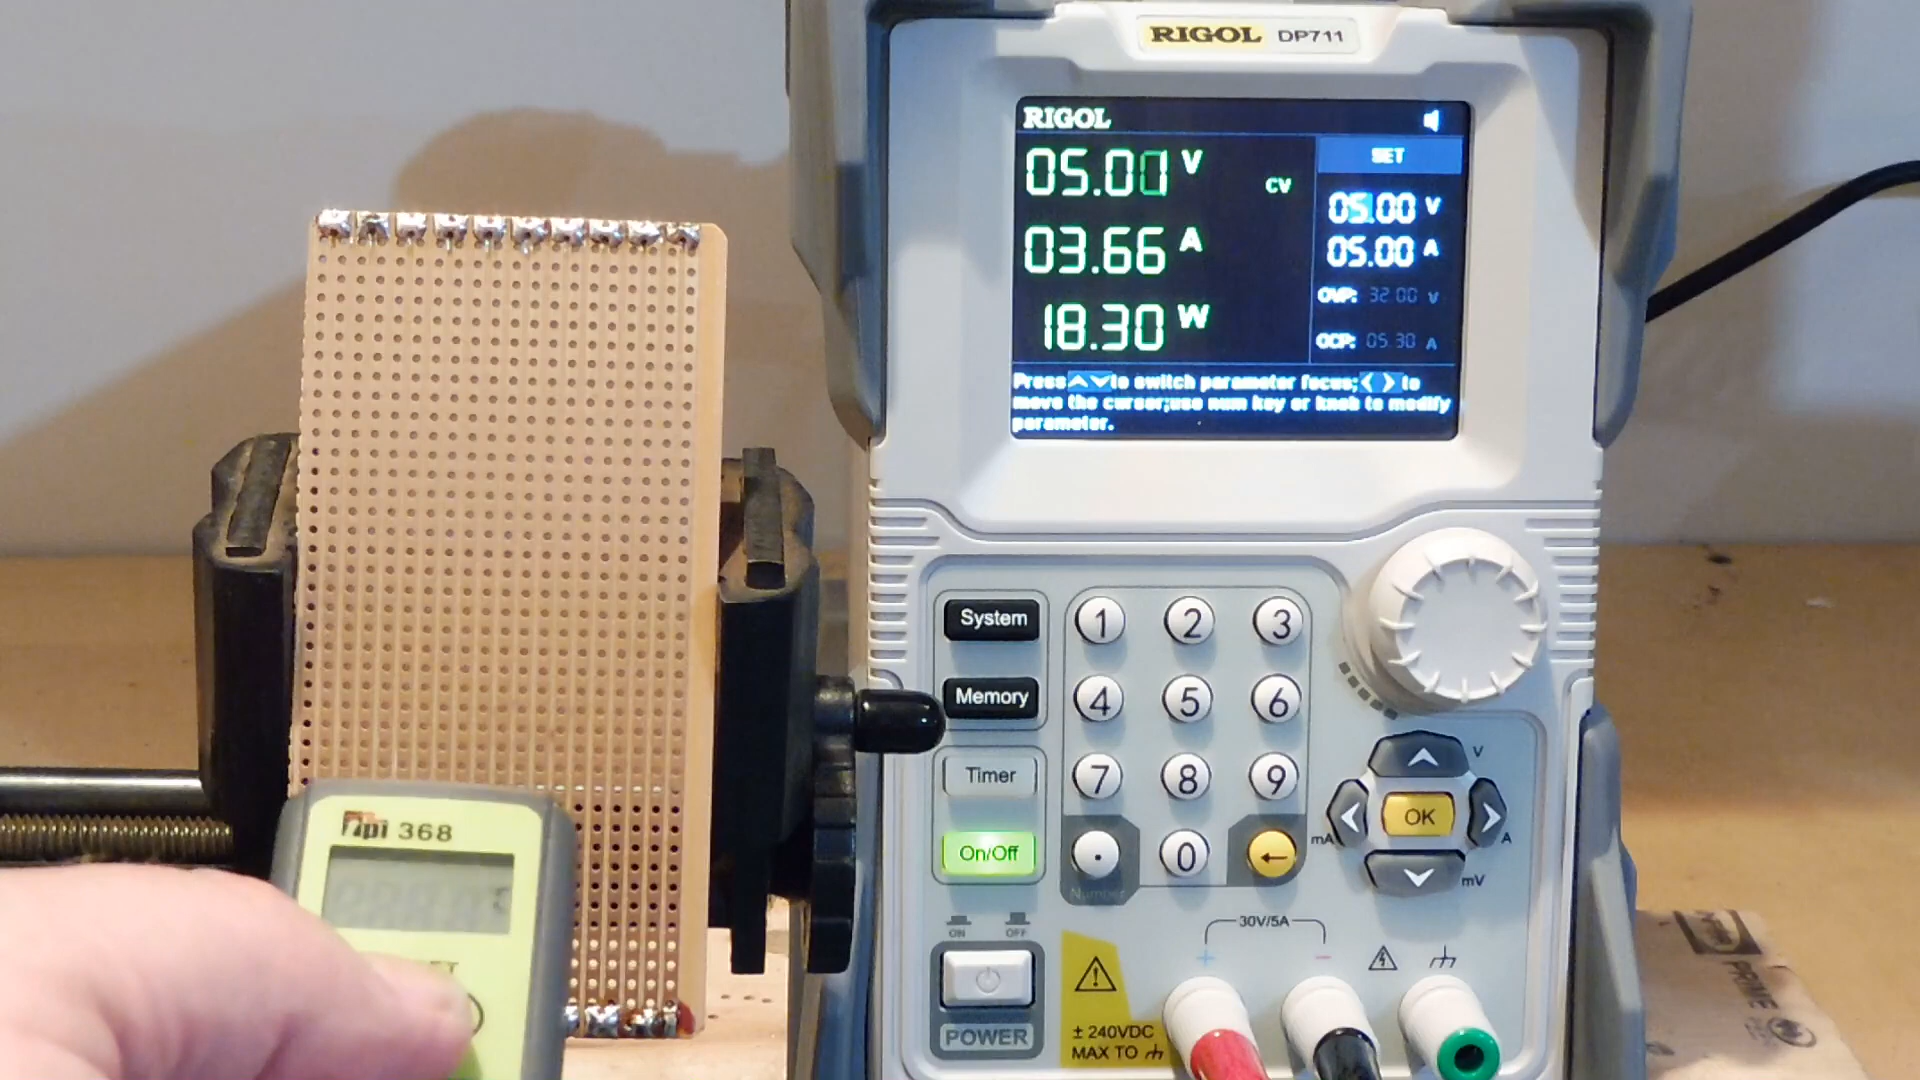 RIGOL DP711
RIGOL
05.00 V
CV
03.66 A
18.30 W
SET
05.00 V
05.00 A
OVP: 32.00 V
OCP: 05.30 A
Press to switch parameter focus; to
move the cursor;use num key or knob to modify
parameter.
System
Memory
Timer
On/Off
1 2 3
4 5 6
7 8 9
. 0 ←
Number
V
mA OK A
mV
ON OFF
POWER
30V/5A
+ −
± 240VDC
MAX TO
tpi 368
PRIME